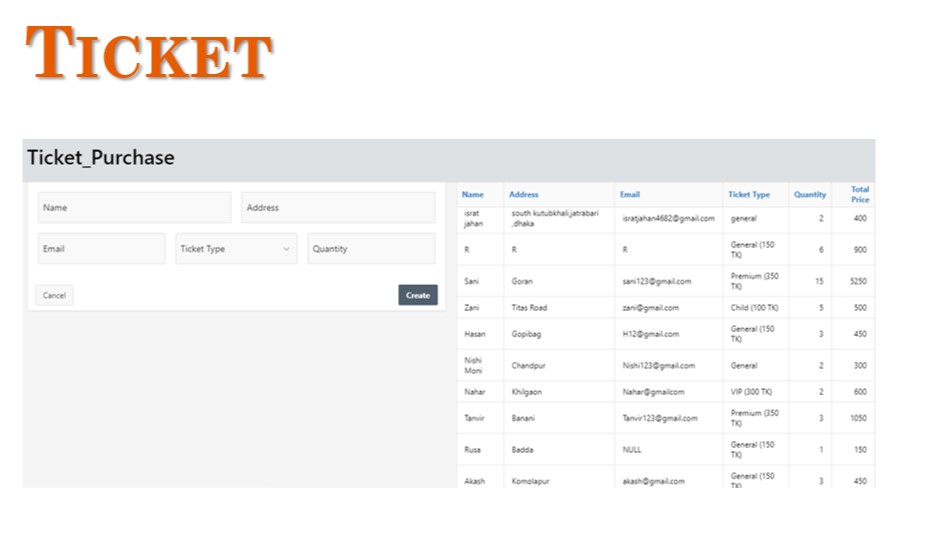 TICKET
Ticket_Purchase
Name Address
Email Ticket Type Quantity
Cancel Create
Name Address Email Ticket Type Quantity Total Price
israt jahan south kutubkhali,jatrabari ,dhaka isratjahan4682@gmail.com general 2 400
R R R General (150 TK) 6 900
Sani Goran sani123@gmail.com Premium (350 TK) 15 5250
Zani Titas Road zani@gmail.com Child (100 TK) 5 500
Hasan Gopibag H12@gmail.com General (150 TK) 3 450
Nishi Moni Chandpur Nishi123@gmail.com General 2 300
Nahar Khilgaon Nahar@gmailcom VIP (300 TK) 2 600
Tanvir Banani Tanvir123@gmail.com Premium (350 TK) 3 1050
Rusa Badda NULL General (150 TK) 1 150
Akash Komolapur akash@gmail.com General (150 TK) 3 450